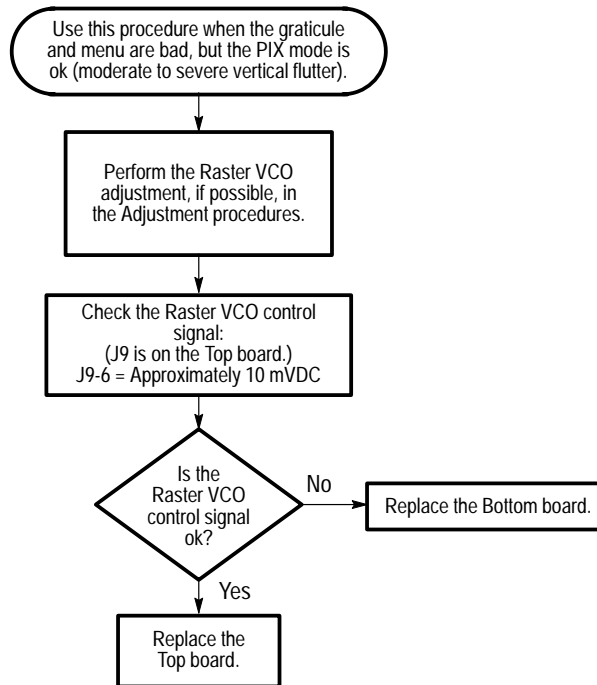 Use this procedure when the graticule
and menu are bad, but the PIX mode is
ok (moderate to severe vertical flutter).
Perform the Raster VCO
adjustment, if possible, in
the Adjustment procedures.
Check the Raster VCO control
signal:
(J9 is on the Top board.)
J9-6 = Approximately 10 mVDC
Is the
Raster VCO
control signal
ok?
No
Replace the Bottom board.
Yes
Replace the
Top board.